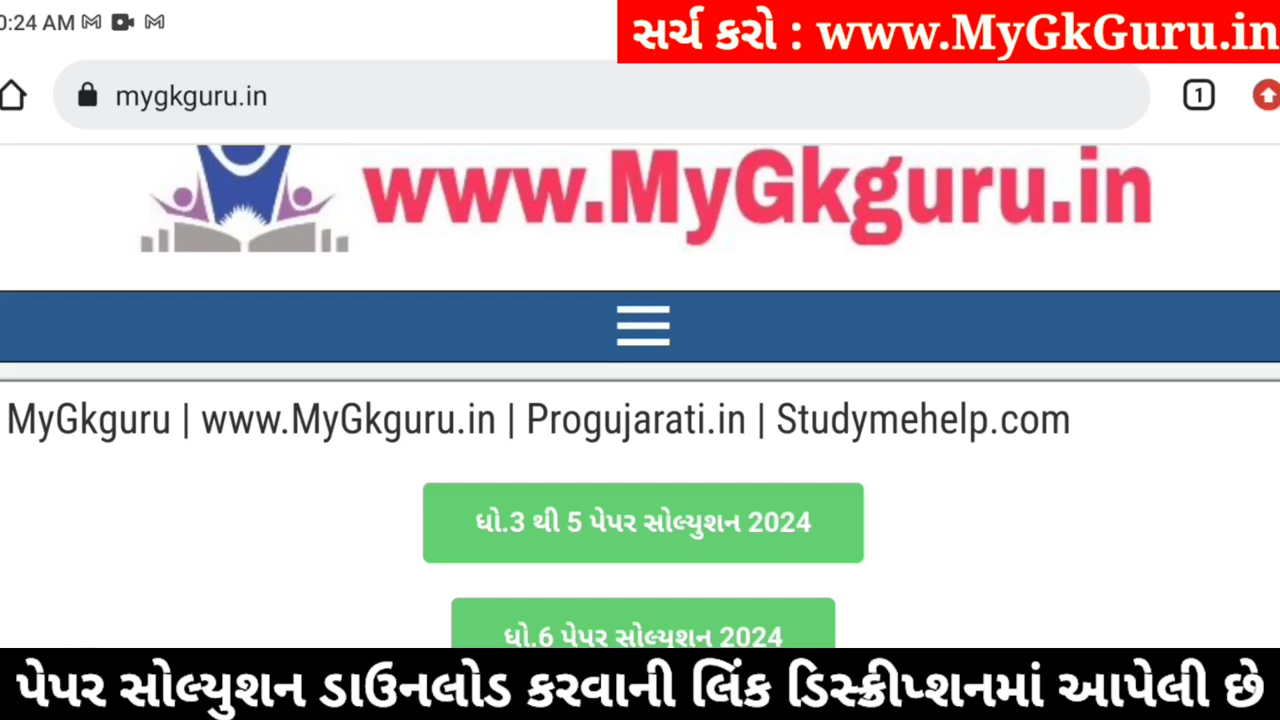 0:24 AM
સર્ચ કરો : www.MyGkGuru.in
mygkguru.in
1
www.MyGkguru.in
MyGkguru | www.MyGkguru.in | Progujarati.in | Studymehelp.com
ધો.3 થી 5 પેપર સોલ્યુશન 2024
ધો.6 પેપર સોલ્યુશન 2024
પેપર સોલ્યુશન ડાઉનલોડ કરવાની લિંક ડિસ્ક્રીપ્શનમાં આપેલી છે